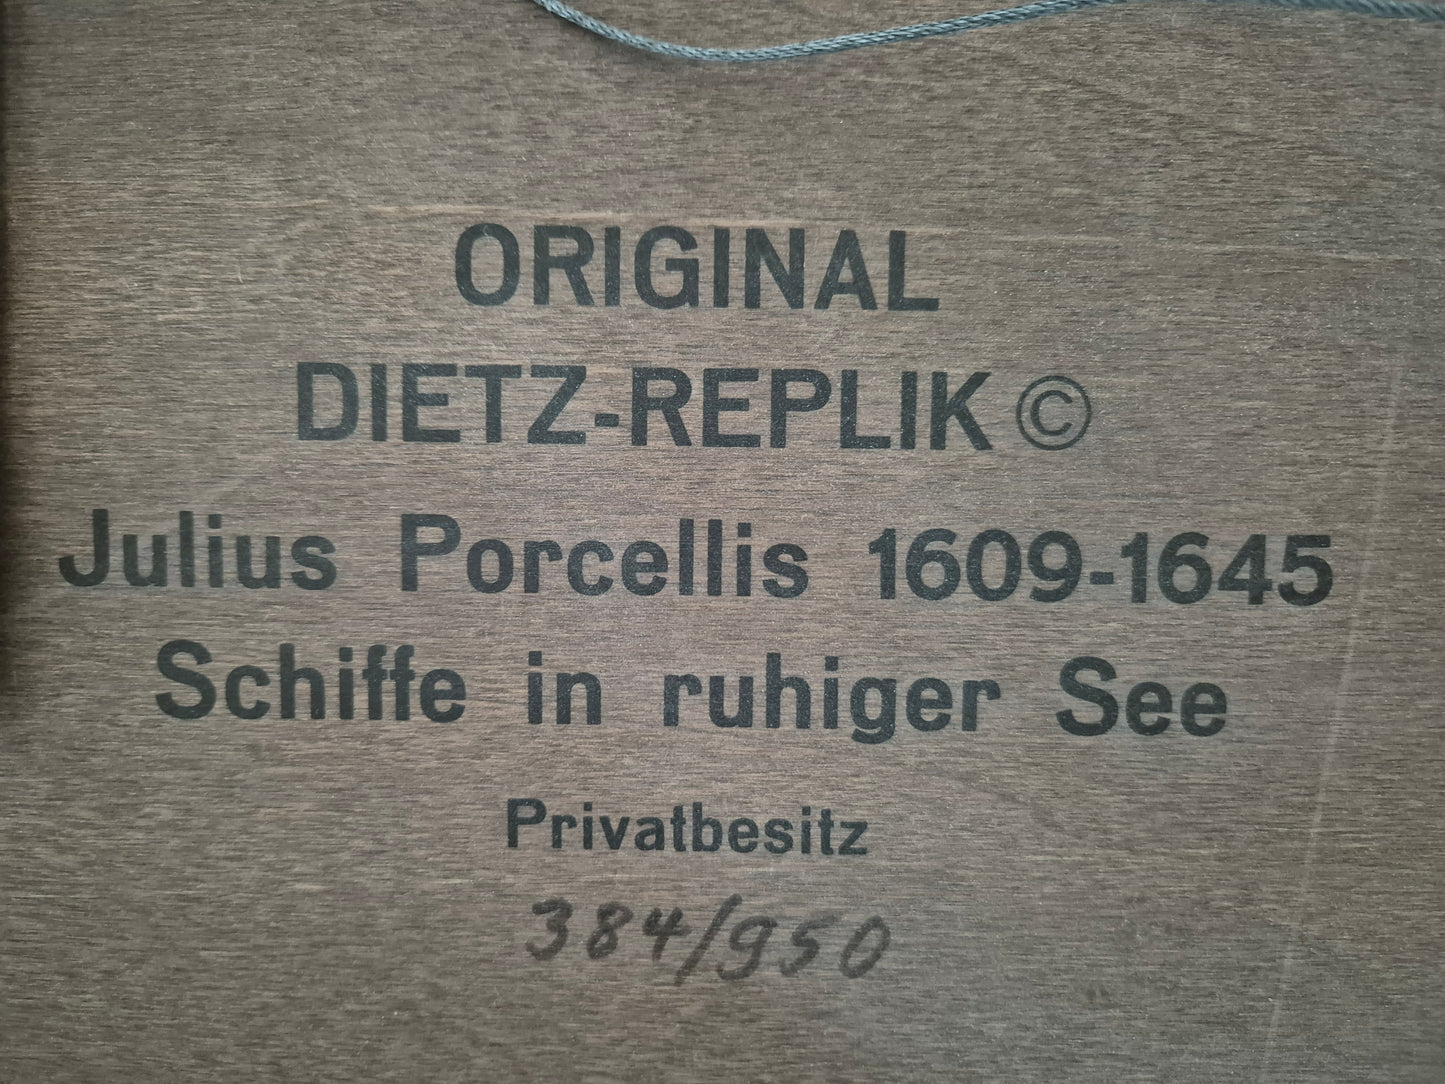 ORIGINAL
DIETZ-REPLIK ©
Julius Porcellis 1609-1645
Schiffe in ruhiger See
Privatbesitz
384/950